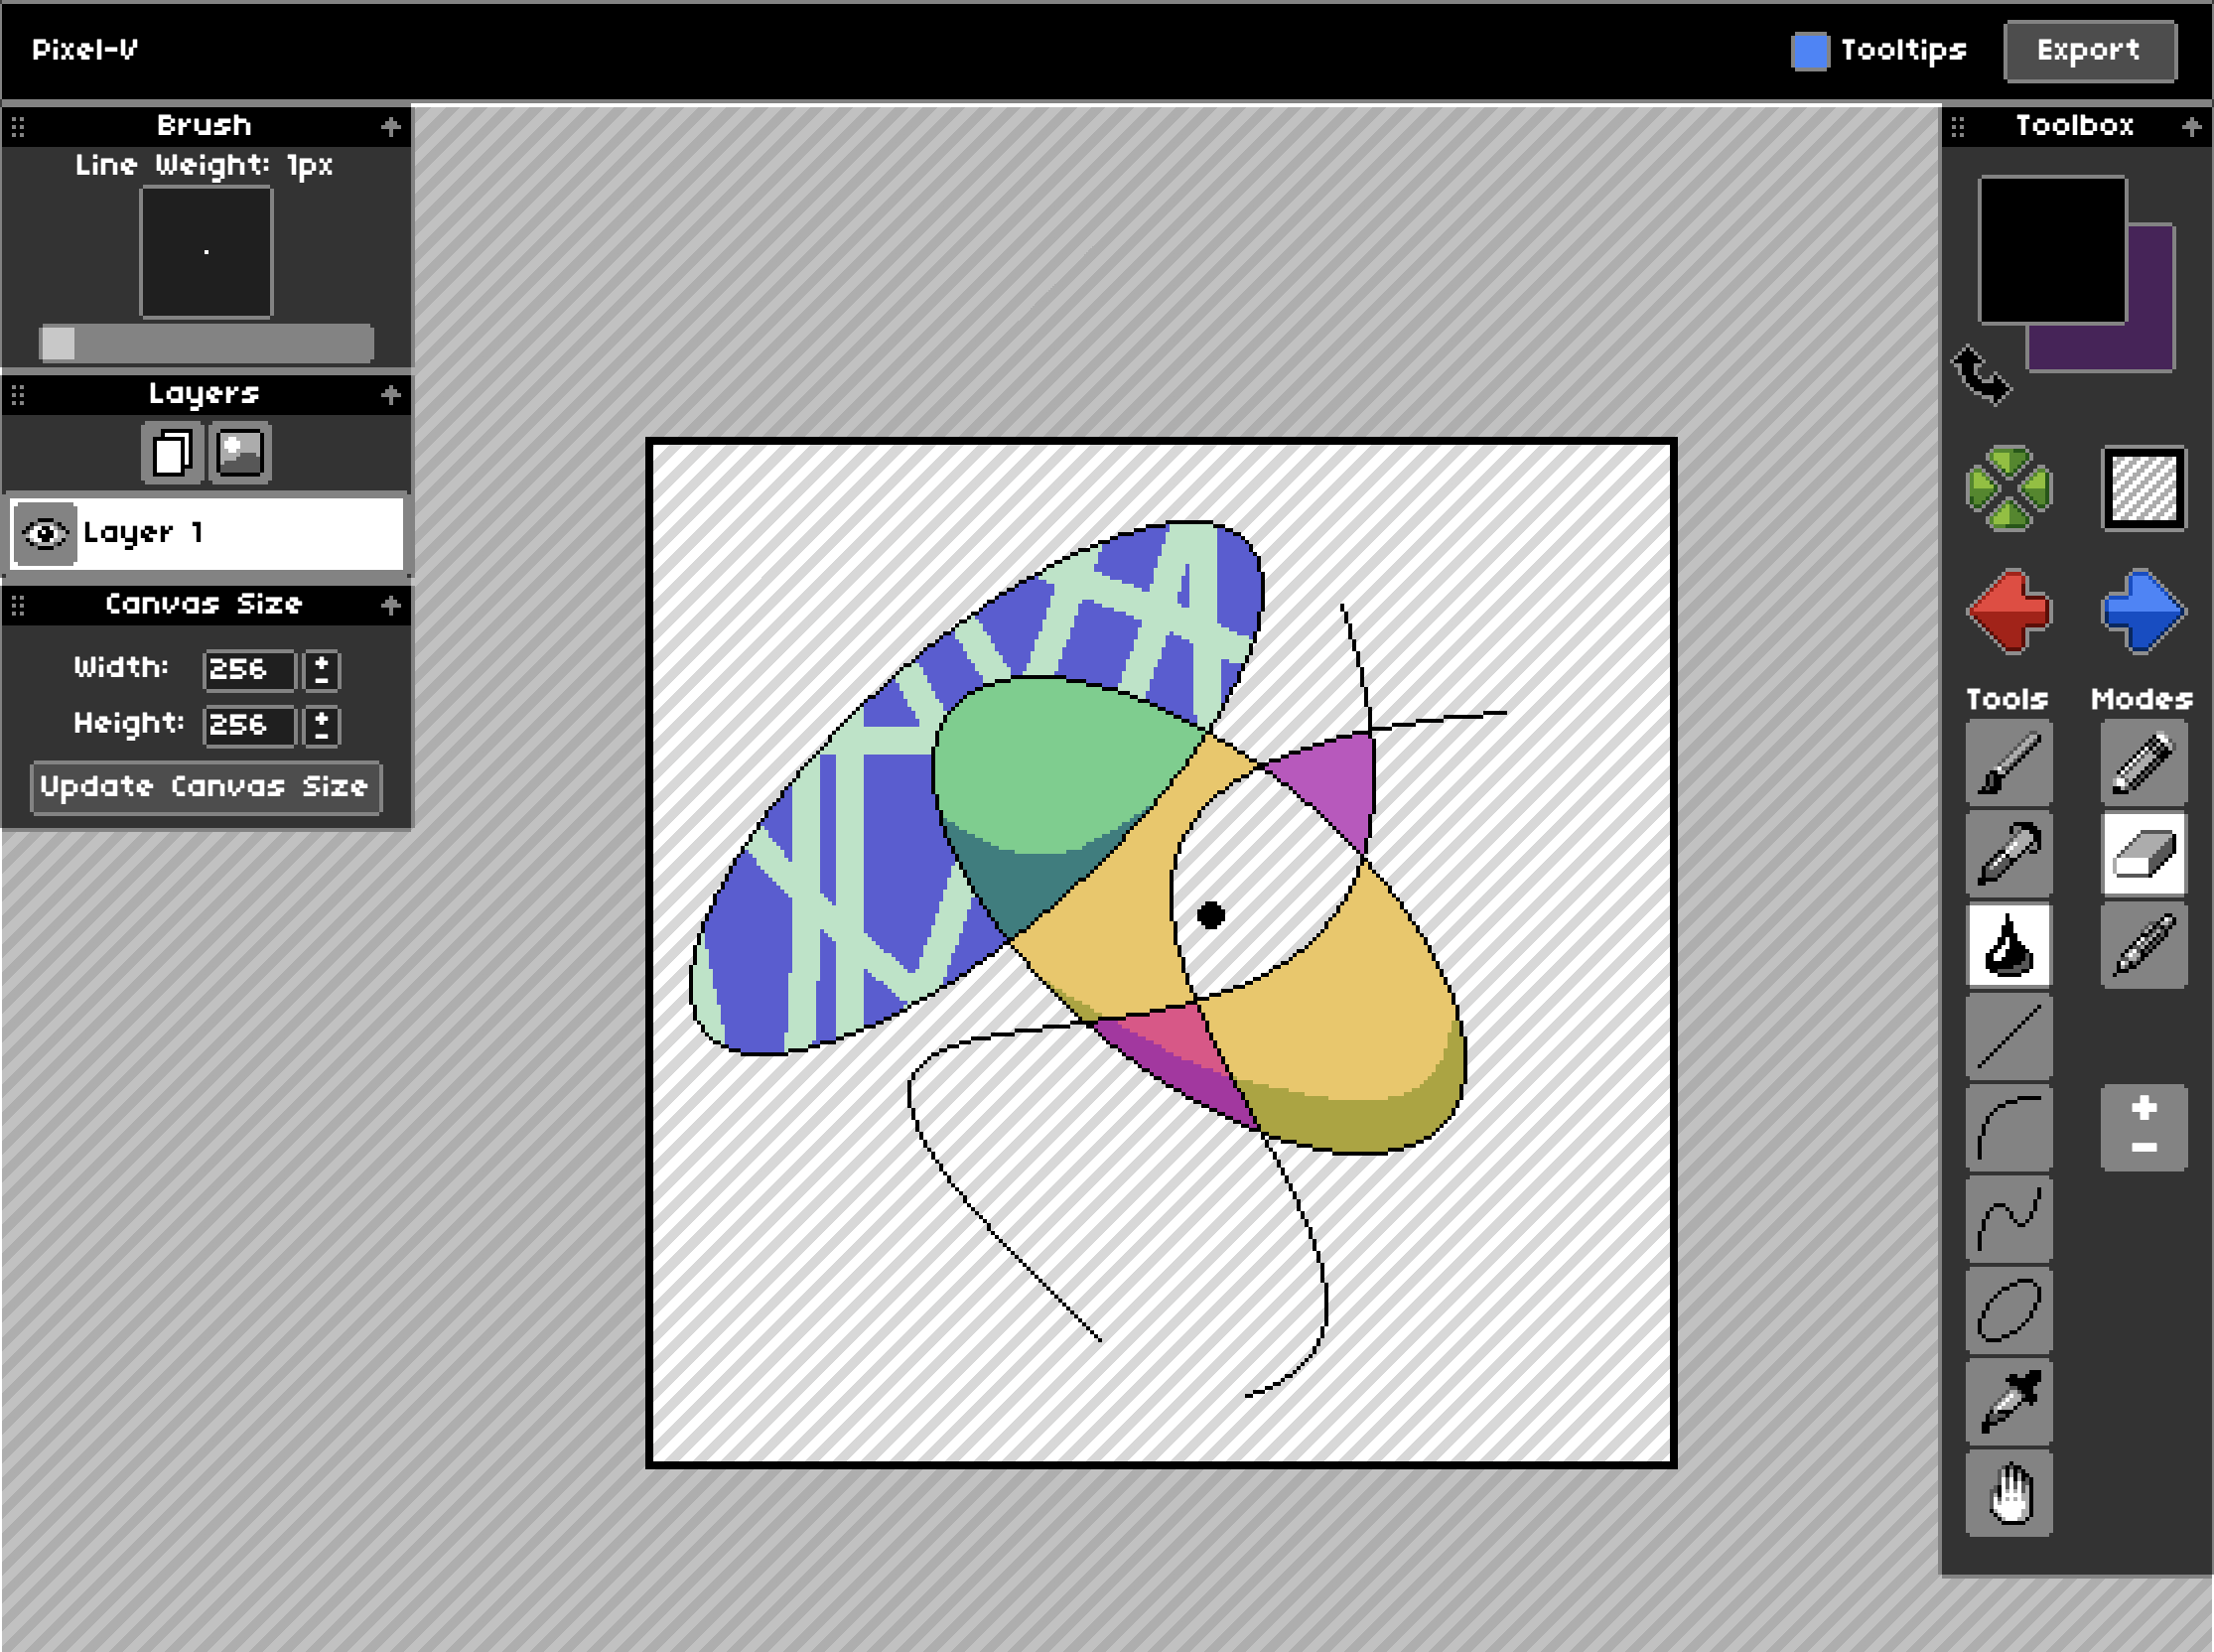 Pixel-V
Tooltips
Export
Brush
Line Weight: 1px
Layers
Layer 1
Canvas Size
Width: 256
Height: 256
Update Canvas Size
Toolbox
Tools
Modes